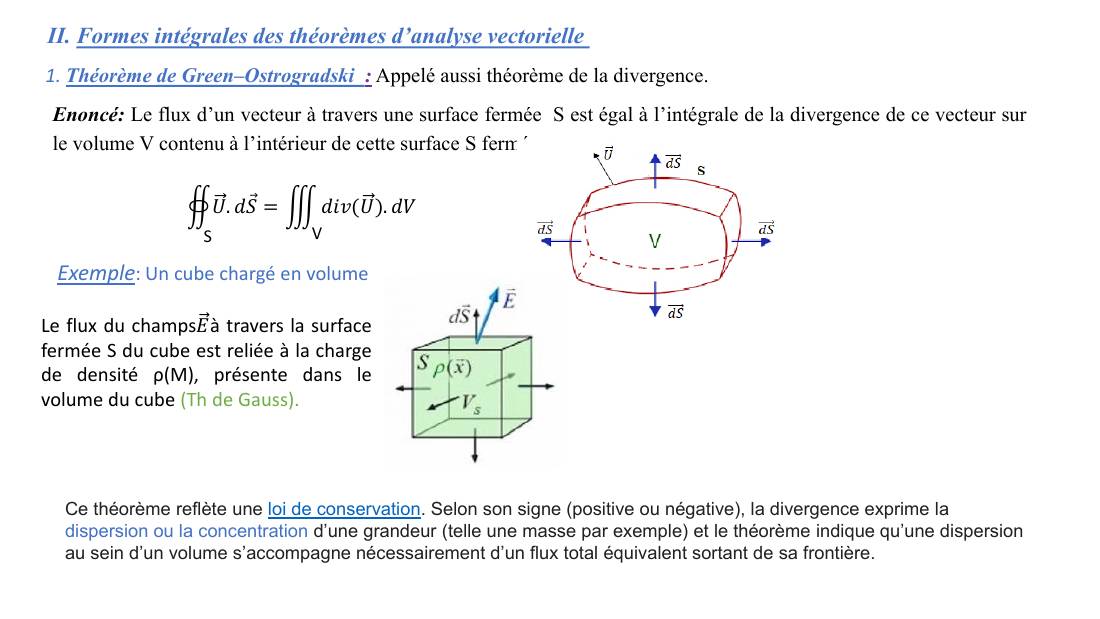 II. Formes intégrales des théorèmes d’analyse vectorielle
1. Théorème de Green–Ostrogradski : Appelé aussi théorème de la divergence.
Enoncé: Le flux d’un vecteur à travers une surface fermée S est égal à l’intégrale de la divergence de ce vecteur sur
le volume V contenu à l’intérieur de cette surface S
U⃗
dS⃗
S
∯_S U⃗. dS⃗ = ∭_V div(U⃗). dV
dS⃗
V
dS⃗
dS⃗
Exemple: Un cube chargé en volume
dS⃗
E⃗
S ρ(x⃗)
V_s
Le flux du champs E⃗ à travers la surface
fermée S du cube est reliée à la charge
de densité ρ(M), présente dans le
volume du cube (Th de Gauss).
Ce théorème reflète une loi de conservation. Selon son signe (positive ou négative), la divergence exprime la
dispersion ou la concentration d’une grandeur (telle une masse par exemple) et le théorème indique qu’une dispersion
au sein d’un volume s’accompagne nécessairement d’un flux total équivalent sortant de sa frontière.